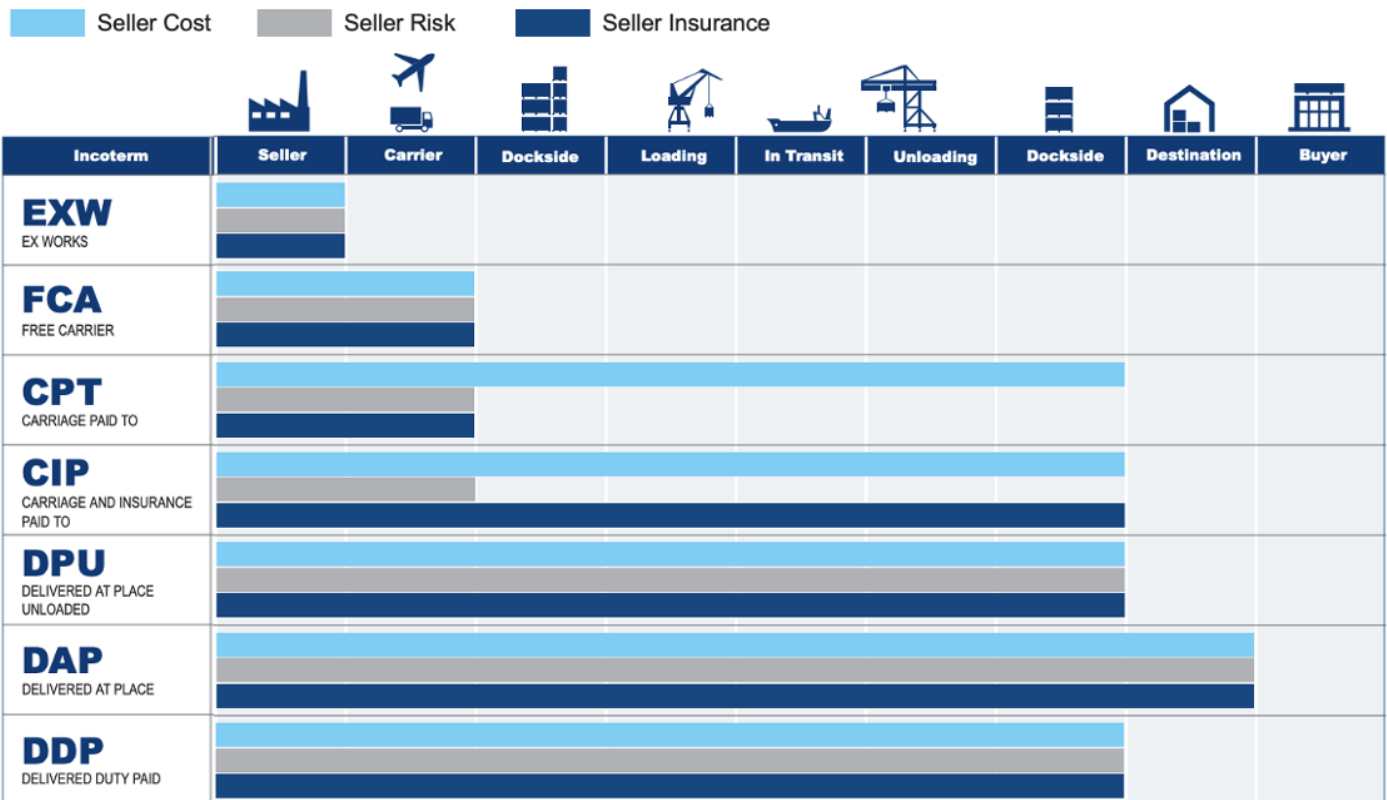 Seller Cost Seller Risk Seller Insurance
Incoterm Seller Carrier Dockside Loading In Transit Unloading Dockside Destination Buyer
EXW
EX WORKS
FCA
FREE CARRIER
CPT
CARRIAGE PAID TO
CIP
CARRIAGE AND INSURANCE
PAID TO
DPU
DELIVERED AT PLACE
UNLOADED
DAP
DELIVERED AT PLACE
DDP
DELIVERED DUTY PAID